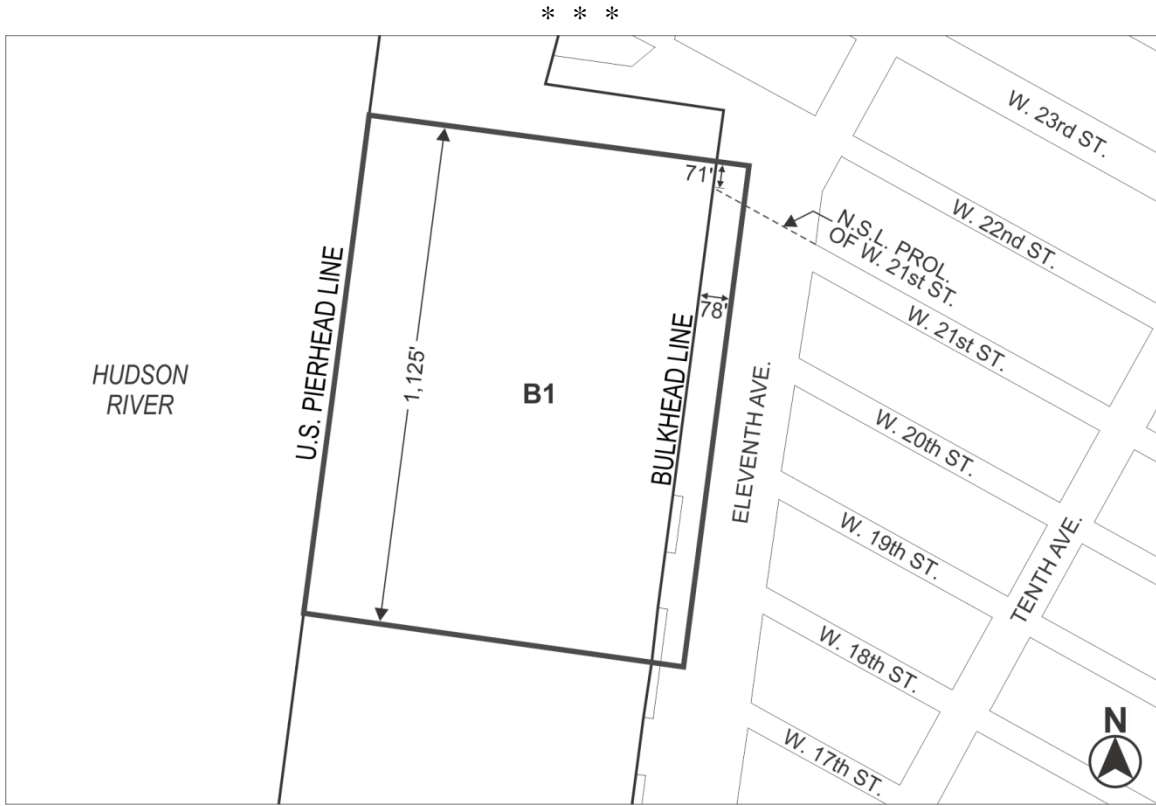 * * *
W. 23rd ST.
71'
W. 22nd ST.
N.S.L. PROL.
OF W. 21st ST.
W. 21st ST.
78'
U.S. PIERHEAD LINE
1,125'
BULKHEAD LINE
HUDSON
RIVER
B1
ELEVENTH AVE.
W. 20th ST.
W. 19th ST.
TENTH AVE.
W. 18th ST.
W. 17th ST.
N